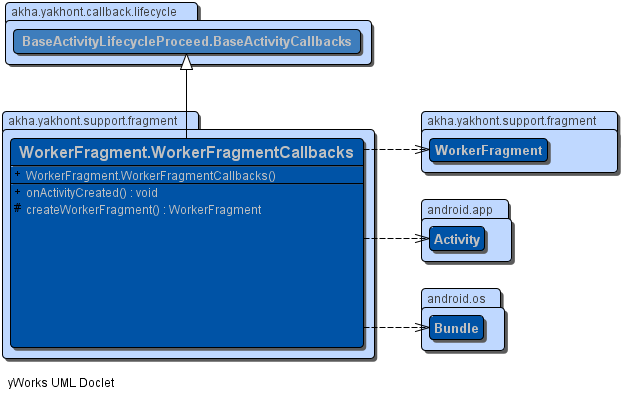 akha.yakhont.callback.lifecycle
BaseActivityLifecycleProceed.BaseActivityCallbacks
akha.yakhont.support.fragment
WorkerFragment.WorkerFragmentCallbacks
+ WorkerFragment.WorkerFragmentCallbacks()
+ onActivityCreated() : void
# createWorkerFragment() : WorkerFragment
akha.yakhont.support.fragment
WorkerFragment
android.app
Activity
android.os
Bundle
yWorks UML Doclet